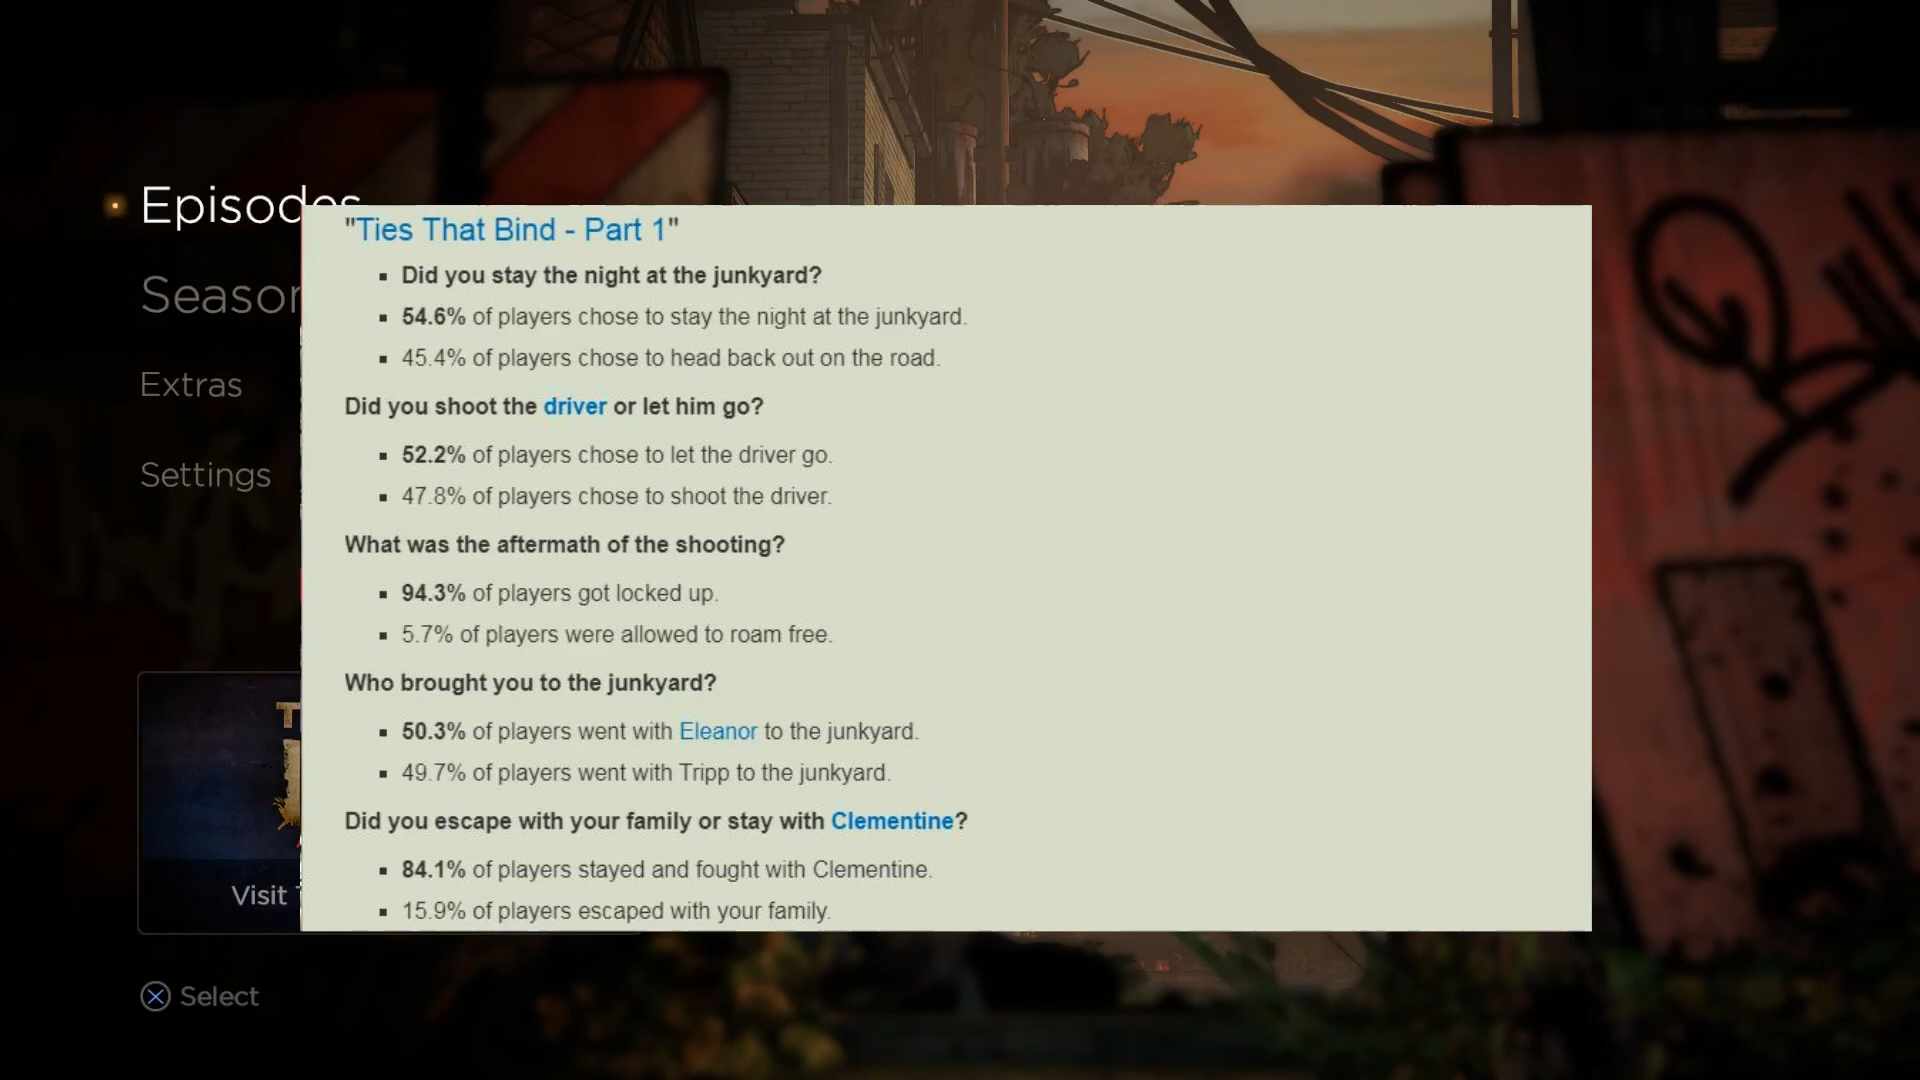 Episodes
"Ties That Bind - Part 1"
Did you stay the night at the junkyard?
Season
54.6% of players chose to stay the night at the junkyard.
45.4% of players chose to head back out on the road.
Extras
Did you shoot the driver or let him go?
52.2% of players chose to let the driver go.
Settings
47.8% of players chose to shoot the driver.
What was the aftermath of the shooting?
94.3% of players got locked up.
5.7% of players were allowed to roam free.
Who brought you to the junkyard?
50.3% of players went with Eleanor to the junkyard.
49.7% of players went with Tripp to the junkyard.
Did you escape with your family or stay with Clementine?
84.1% of players stayed and fought with Clementine.
Visit
15.9% of players escaped with your family.
Select